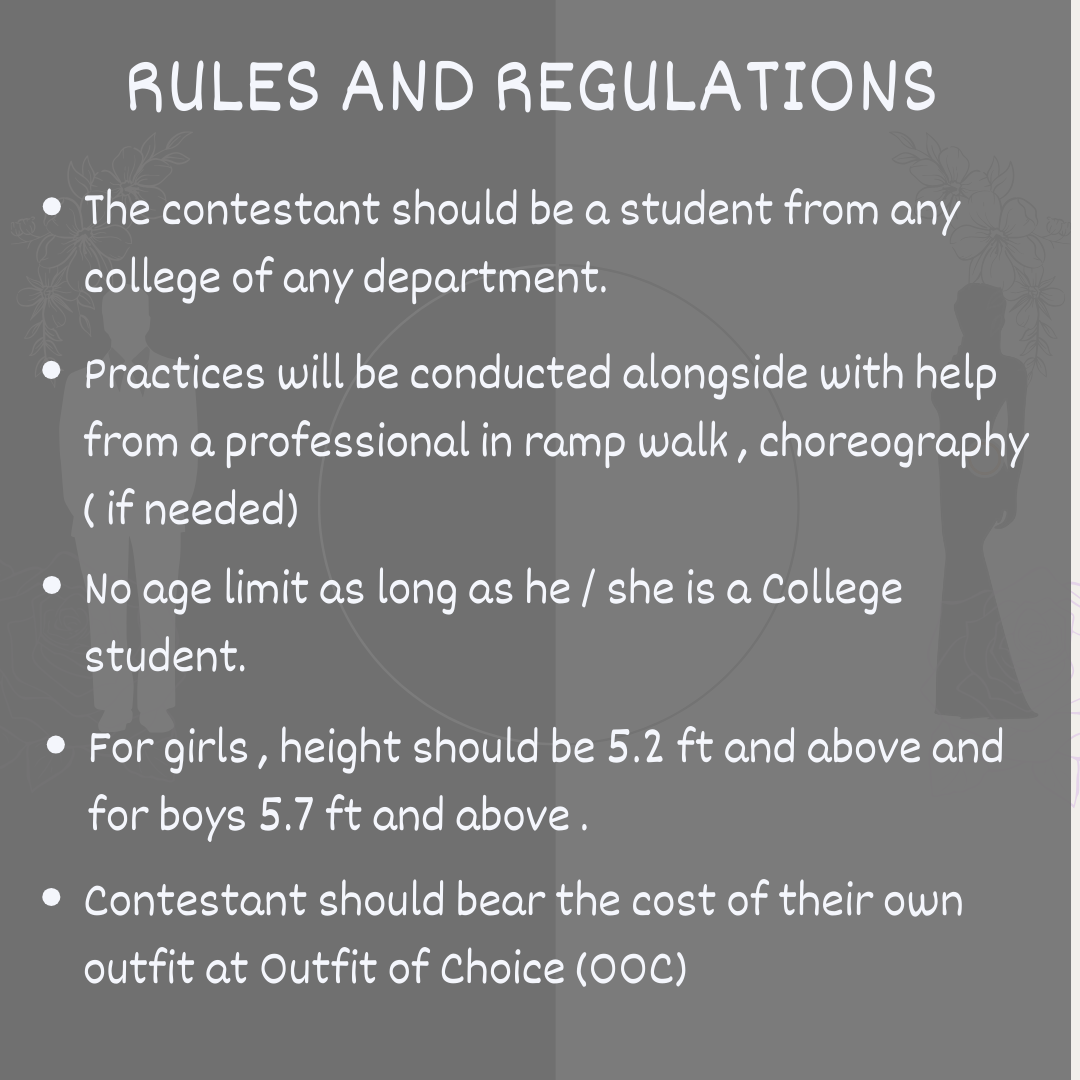 RULES AND REGULATIONS
• The contestant should be a student from any
college of any department.
• Practices will be conducted alongside with help
from a professional in ramp walk , choreography
( if needed)
• No age limit as long as he / she is a College
student.
• For girls , height should be 5.2 ft and above and
for boys 5.7 ft and above .
• Contestant should bear the cost of their own
outfit at Outfit of Choice (OOC)